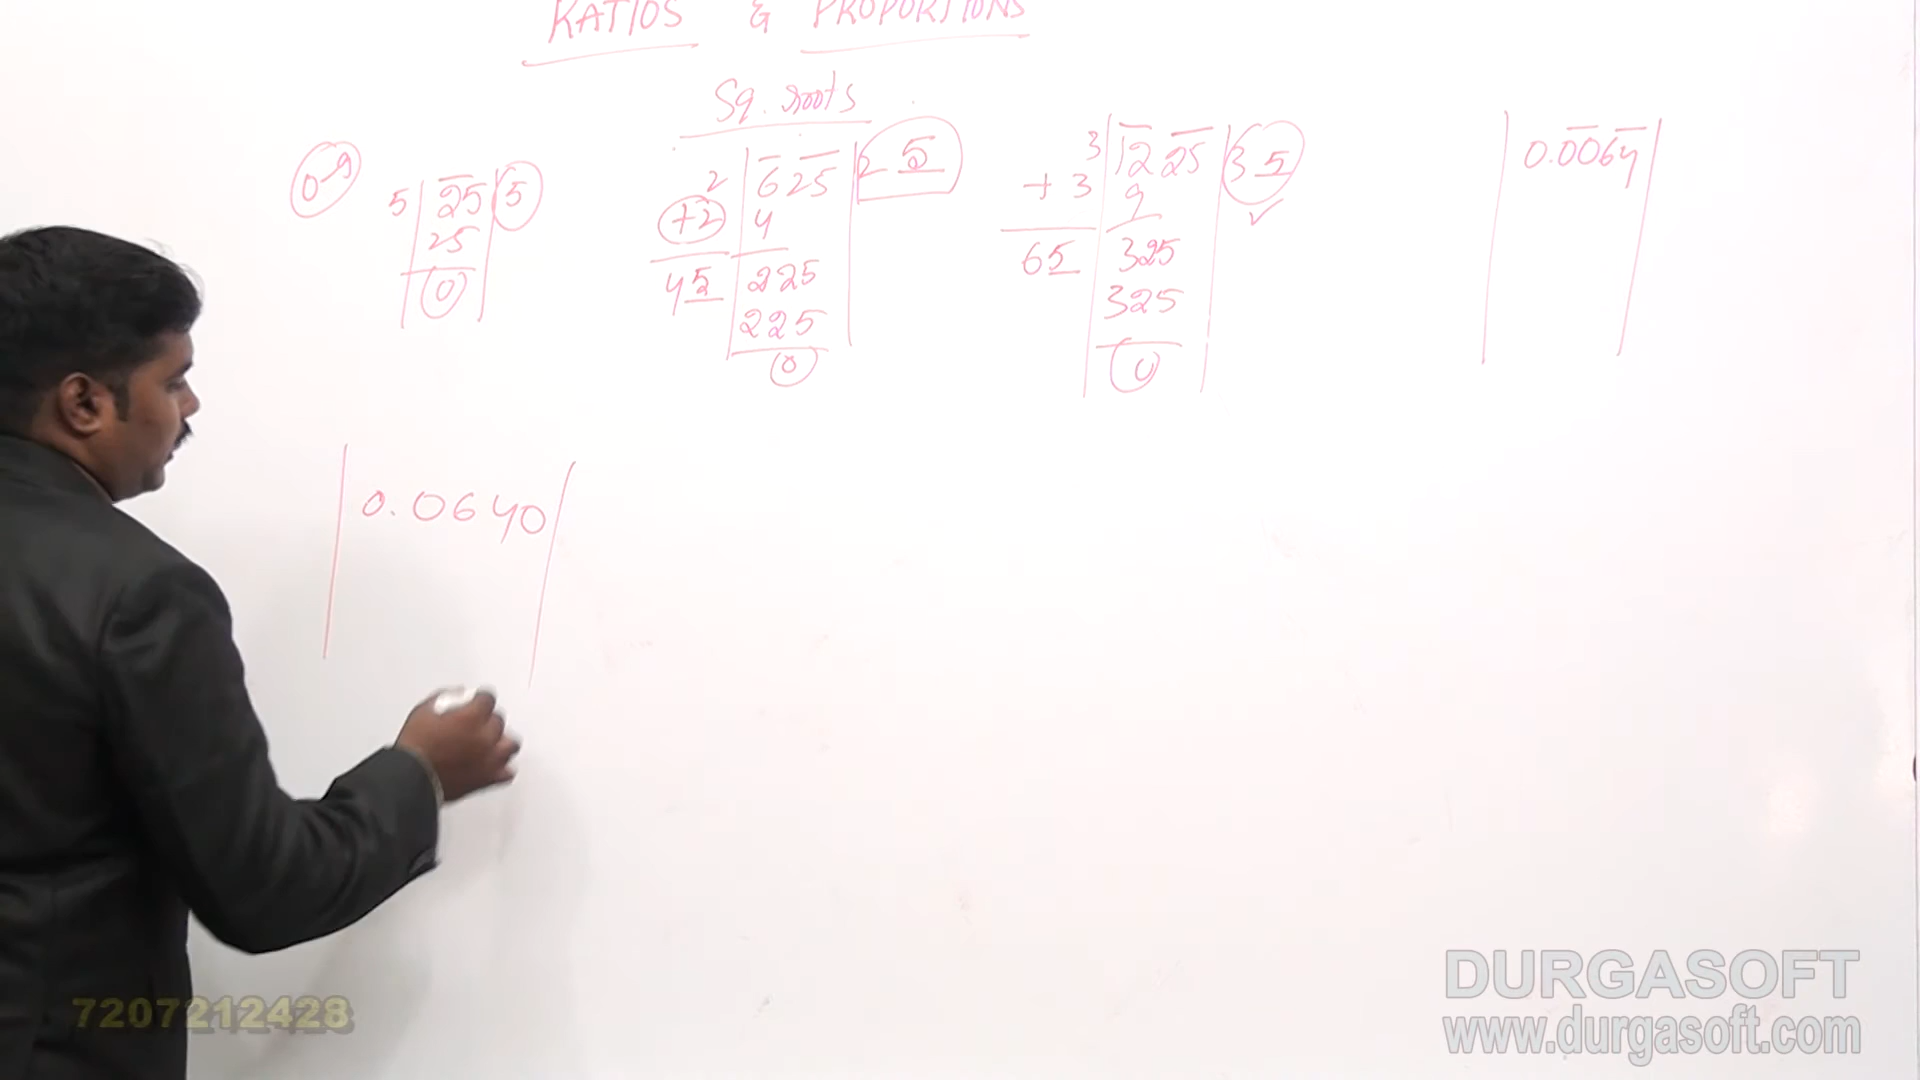 RATIOS & PROPORTIONS
Sq. roots
0-9
5 25 5
25
0
2 625 25
+2 4
45 225
225
0
3 1225 35
+3 9
65 325
325
0
0.0064
0.0640
7207212428
DURGASOFT
www.durgasoft.com